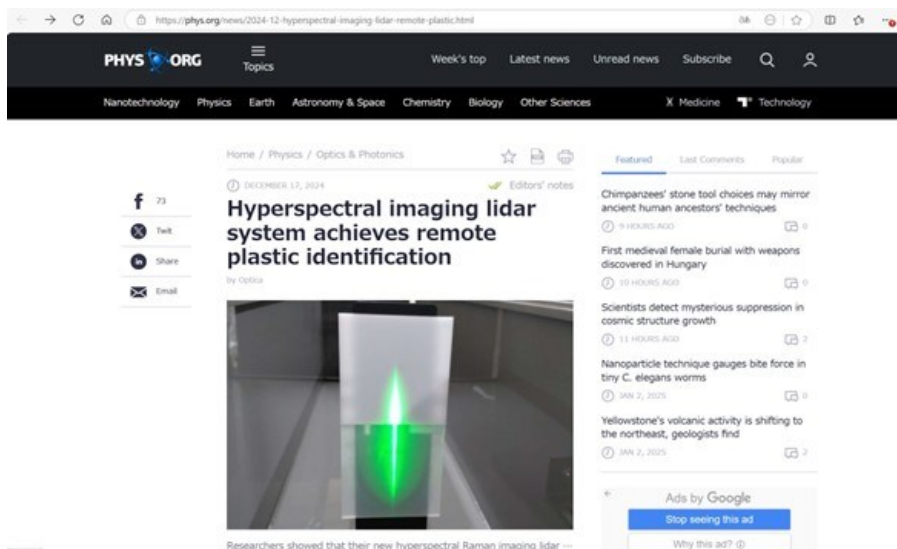 https://phys.org/news/2024-12-hyperspectral-imaging-lidar-remote-plastic.html
PHYS ORG
Topics
Week's top Latest news Unread news Subscribe
Nanotechnology Physics Earth Astronomy & Space Chemistry Biology Other Sciences Medicine Technology
Home / Physics / Optics & Photonics
DECEMBER 17, 2024
Editors' notes
Hyperspectral imaging lidar
system achieves remote
plastic identification
by Optica
73
Twit
Share
Email
Researchers showed that their new hyperspectral Raman imaging lidar ...
Featured Last Comments Popular
Chimpanzees' stone tool choices may mirror
ancient human ancestors' techniques
9 HOURS AGO 0
First medieval female burial with weapons
discovered in Hungary
10 HOURS AGO 0
Scientists detect mysterious suppression in
cosmic structure growth
11 HOURS AGO 2
Nanoparticle technique gauges bite force in
tiny C. elegans worms
JAN 2, 2025 0
Yellowstone's volcanic activity is shifting to
the northeast, geologists find
JAN 2, 2025 2
Ads by Google
Stop seeing this ad
Why this ad?